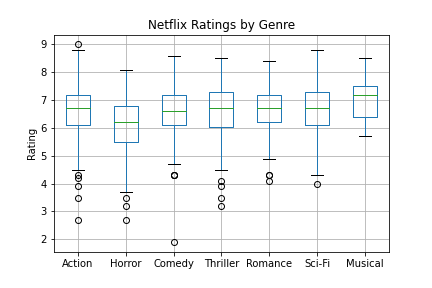 Netflix Ratings by Genre
9
8
7
6
5
4
3
2
Rating
Action Horror Comedy Thriller Romance Sci-Fi Musical